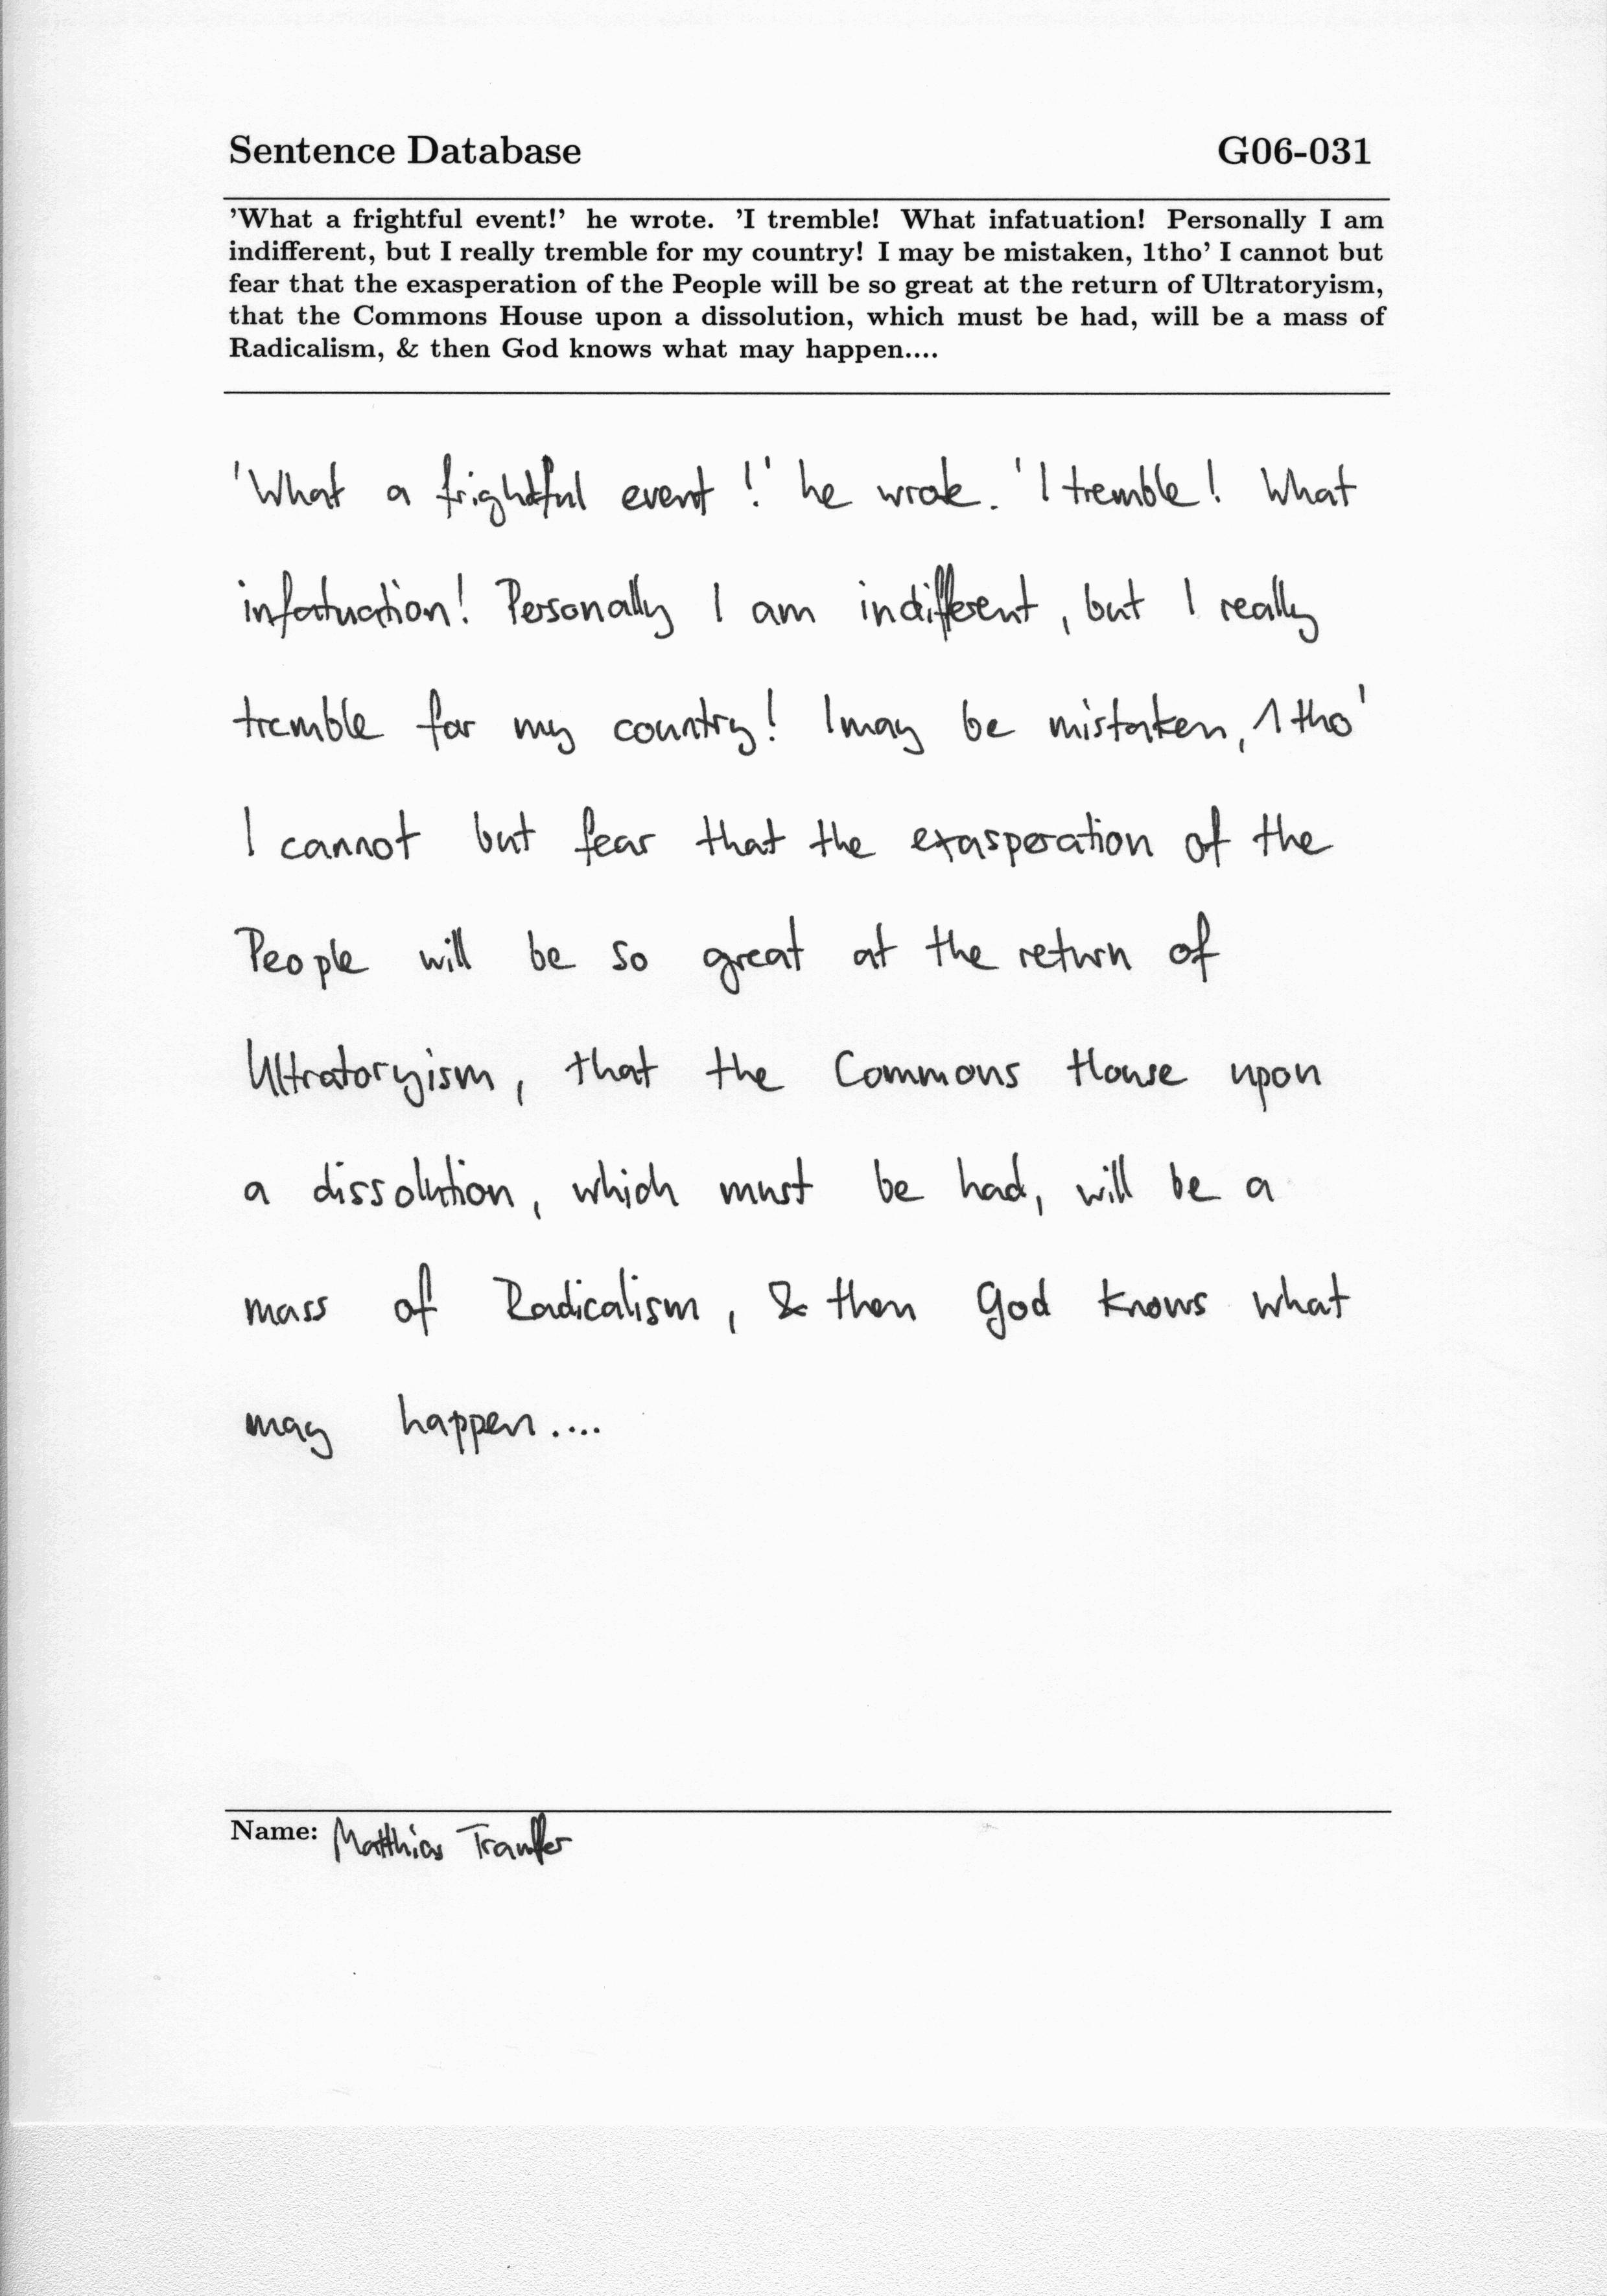 Sentence Database G06-031
'What a frightful event!' he wrote. 'I tremble! What infatuation! Personally I am
indifferent, but I really tremble for my country! I may be mistaken, 1tho' I cannot but
fear that the exasperation of the People will be so great at the return of Ultratoryism,
that the Commons House upon a dissolution, which must be had, will be a mass of
Radicalism, & then God knows what may happen....
'What a frightful event!' he wrote. 'I tremble! What
infatuation! Personally I am indifferent, but I really
tremble for my country! I may be mistaken, 1tho'
I cannot but fear that the exasperation of the
People will be so great at the return of
Ultratoryism, that the Commons House upon
a dissolution, which must be had, will be a
mass of Radicalism, & then God knows what
may happen....
Name: Matthias